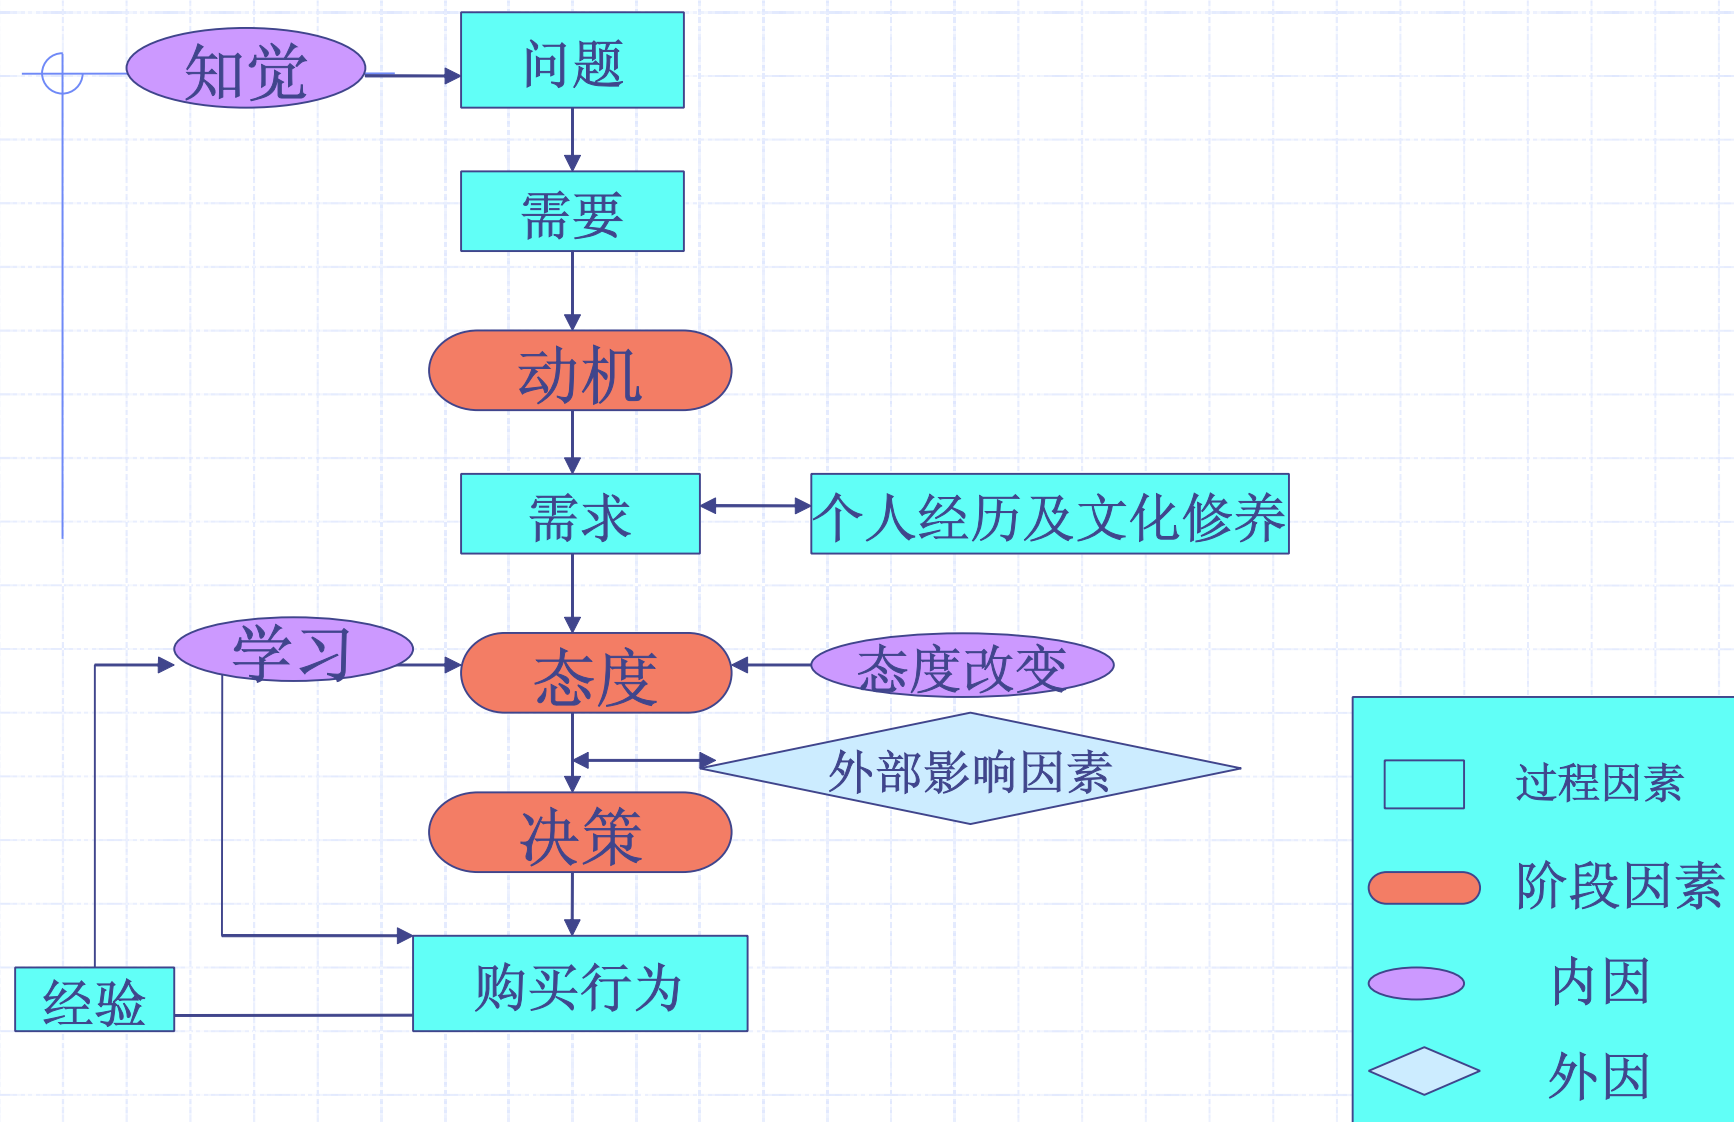 知觉
问题
需要
动机
需求
个人经历及文化修养
学习
态度
态度改变
外部影响因素
决策
购买行为
经验
过程因素
阶段因素
内因
外因